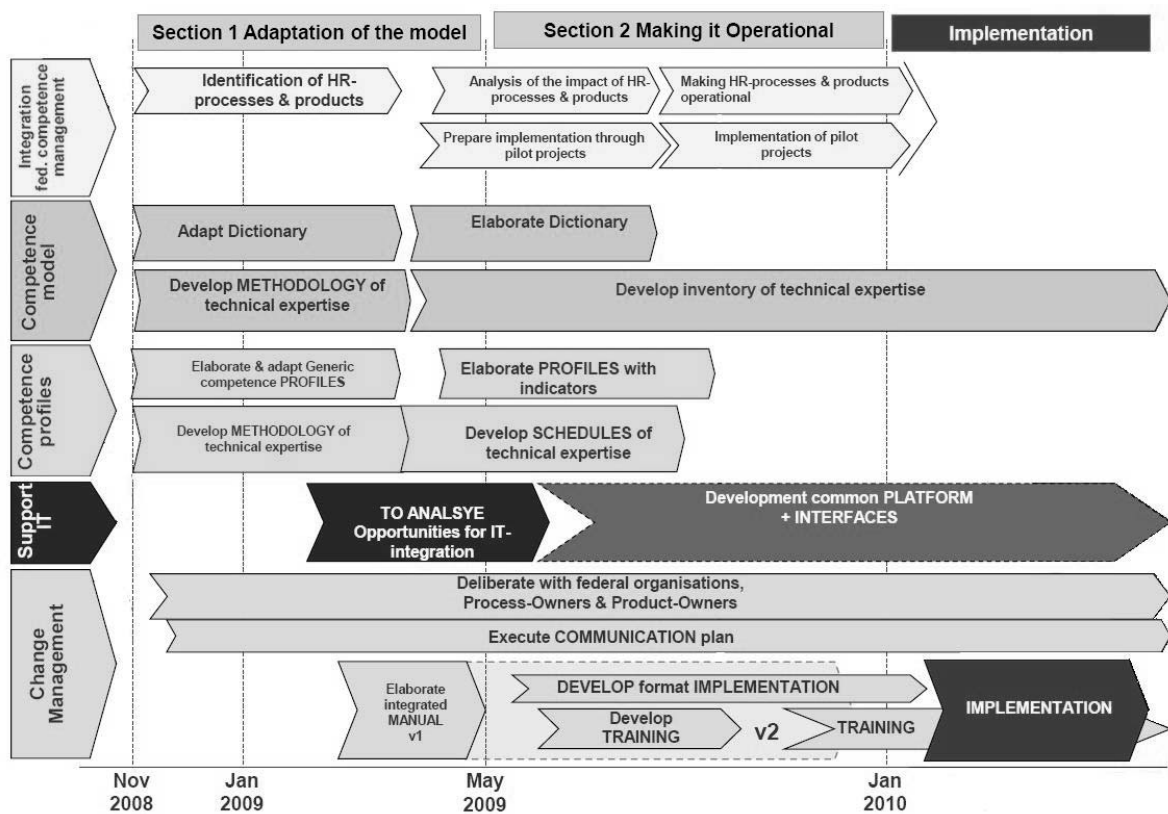 Section 1 Adaptation of the model
Section 2 Making it Operational
Implementation
Integration
fed. competence
management
Identification of HR-
processes & products
Analysis of the impact of HR-
processes & products
Making HR-processes & products
operational
Prepare implementation through
pilot projects
Implementation of pilot
projects
Competence
model
Adapt Dictionary
Elaborate Dictionary
Develop METHODOLOGY of
technical expertise
Develop inventory of technical expertise
Competence
profiles
Elaborate & adapt Generic
competence PROFILES
Elaborate PROFILES with
indicators
Develop METHODOLOGY of
technical expertise
Develop SCHEDULES of
technical expertise
Support
IT
TO ANALSYE
Opportunities for IT-
integration
Development common PLATFORM
+ INTERFACES
Change
Management
Deliberate with federal organisations,
Process-Owners & Product-Owners
Execute COMMUNICATION plan
Elaborate
integrated
MANUAL
v1
DEVELOP format IMPLEMENTATION
Develop
TRAINING
v2
TRAINING
IMPLEMENTATION
Nov
2008
Jan
2009
May
2009
Jan
2010